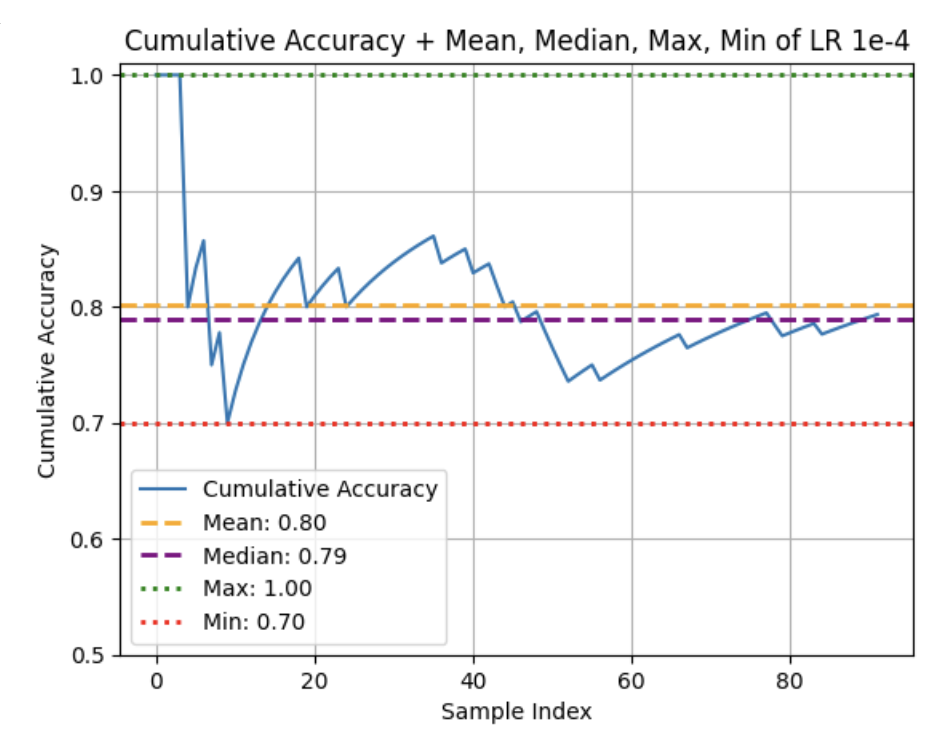 Cumulative Accuracy + Mean, Median, Max, Min of LR 1e-4
1.0
0.9
0.8
0.7
0.6
0.5
Cumulative Accuracy
Cumulative Accuracy
Mean: 0.80
Median: 0.79
Max: 1.00
Min: 0.70
0 20 40 60 80
Sample Index